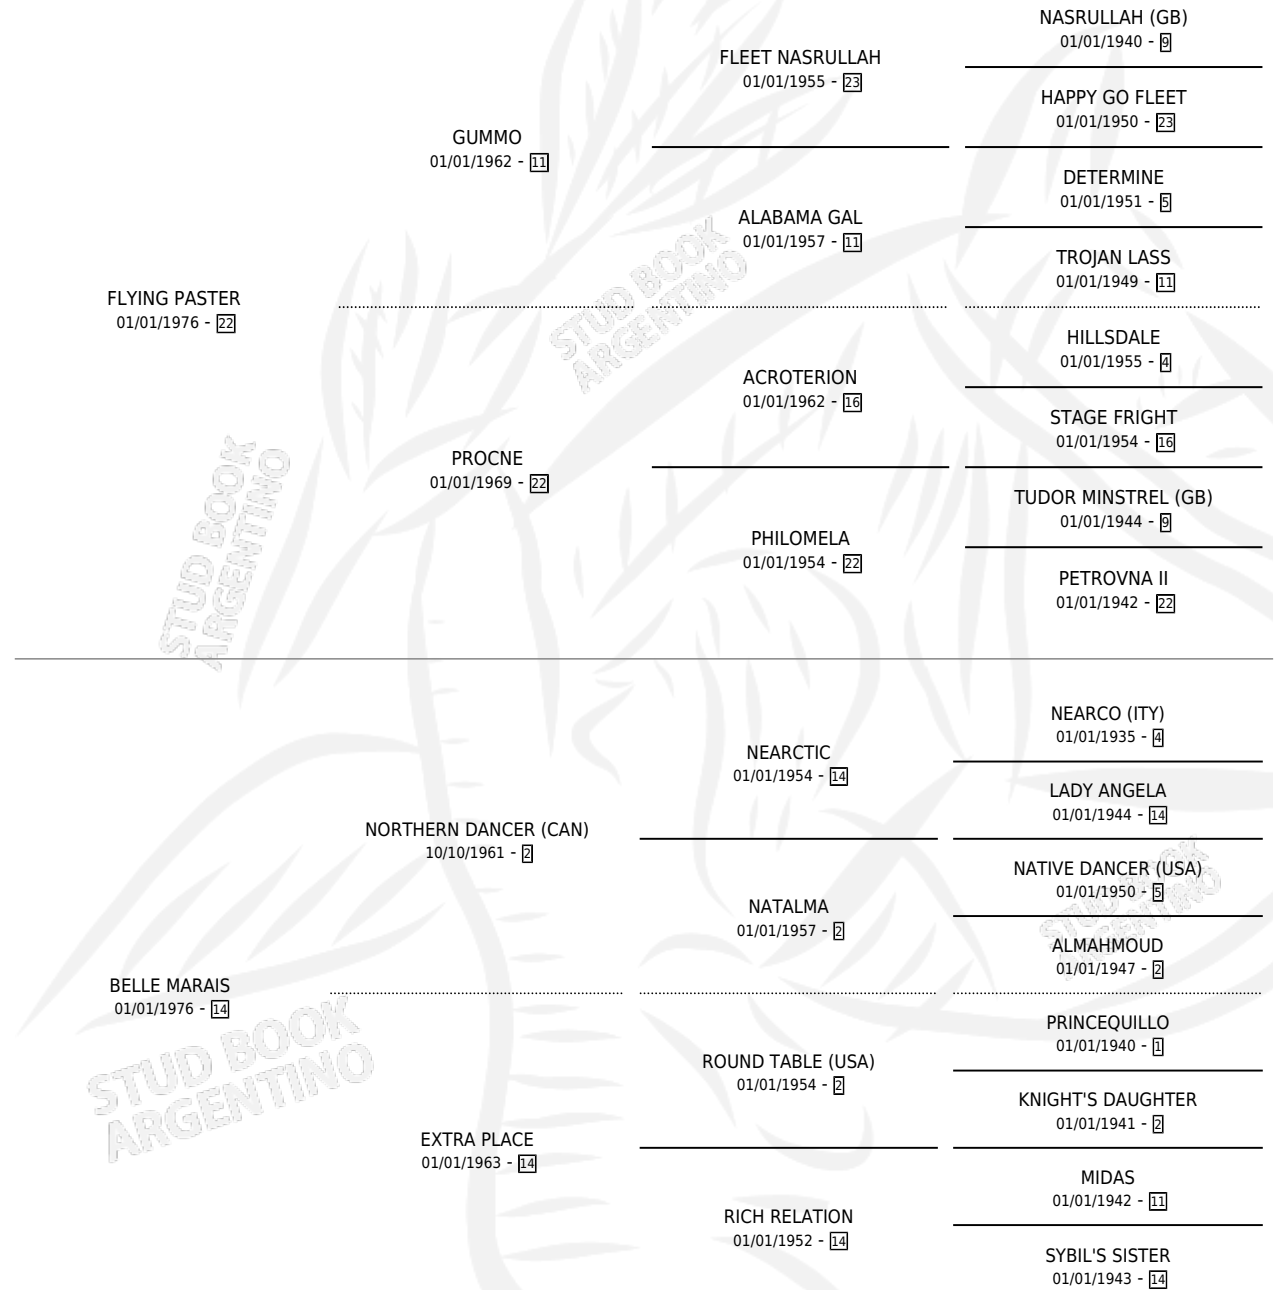 NASRULLAH (GB)
01/01/1940 - 9
FLEET NASRULLAH
01/01/1955 - 23
HAPPY GO FLEET
01/01/1950 - 23
GUMMO
01/01/1962 - 11
DETERMINE
01/01/1951 - 5
ALABAMA GAL
01/01/1957 - 11
TROJAN LASS
01/01/1949 - 11
FLYING PASTER
01/01/1976 - 22
STUD BOOK
ARGENTINO
HILLSDALE
01/01/1955 - 4
ACROTERION
01/01/1962 - 16
STAGE FRIGHT
01/01/1954 - 16
PROCNE
01/01/1969 - 22
TUDOR MINSTREL (GB)
01/01/1944 - 9
PHILOMELA
01/01/1954 - 22
PETROVNA II
01/01/1942 - 22
STUD BOOK
ARGENTINO
NEARCO (ITY)
01/01/1935 - 4
NEARCTIC
01/01/1954 - 14
LADY ANGELA
01/01/1944 - 14
NORTHERN DANCER (CAN)
10/10/1961 - 2
NATIVE DANCER (USA)
01/01/1950 - 5
NATALMA
01/01/1957 - 2
ALMAHMOUD
01/01/1947 - 2
STUD BOOK
ARGENTINO
BELLE MARAIS
01/01/1976 - 14
PRINCEQUILLO
01/01/1940 - 1
ROUND TABLE (USA)
01/01/1954 - 2
KNIGHT'S DAUGHTER
01/01/1941 - 2
STUD BOOK
ARGENTINO
EXTRA PLACE
01/01/1963 - 14
MIDAS
01/01/1942 - 11
RICH RELATION
01/01/1952 - 14
SYBIL'S SISTER
01/01/1943 - 14